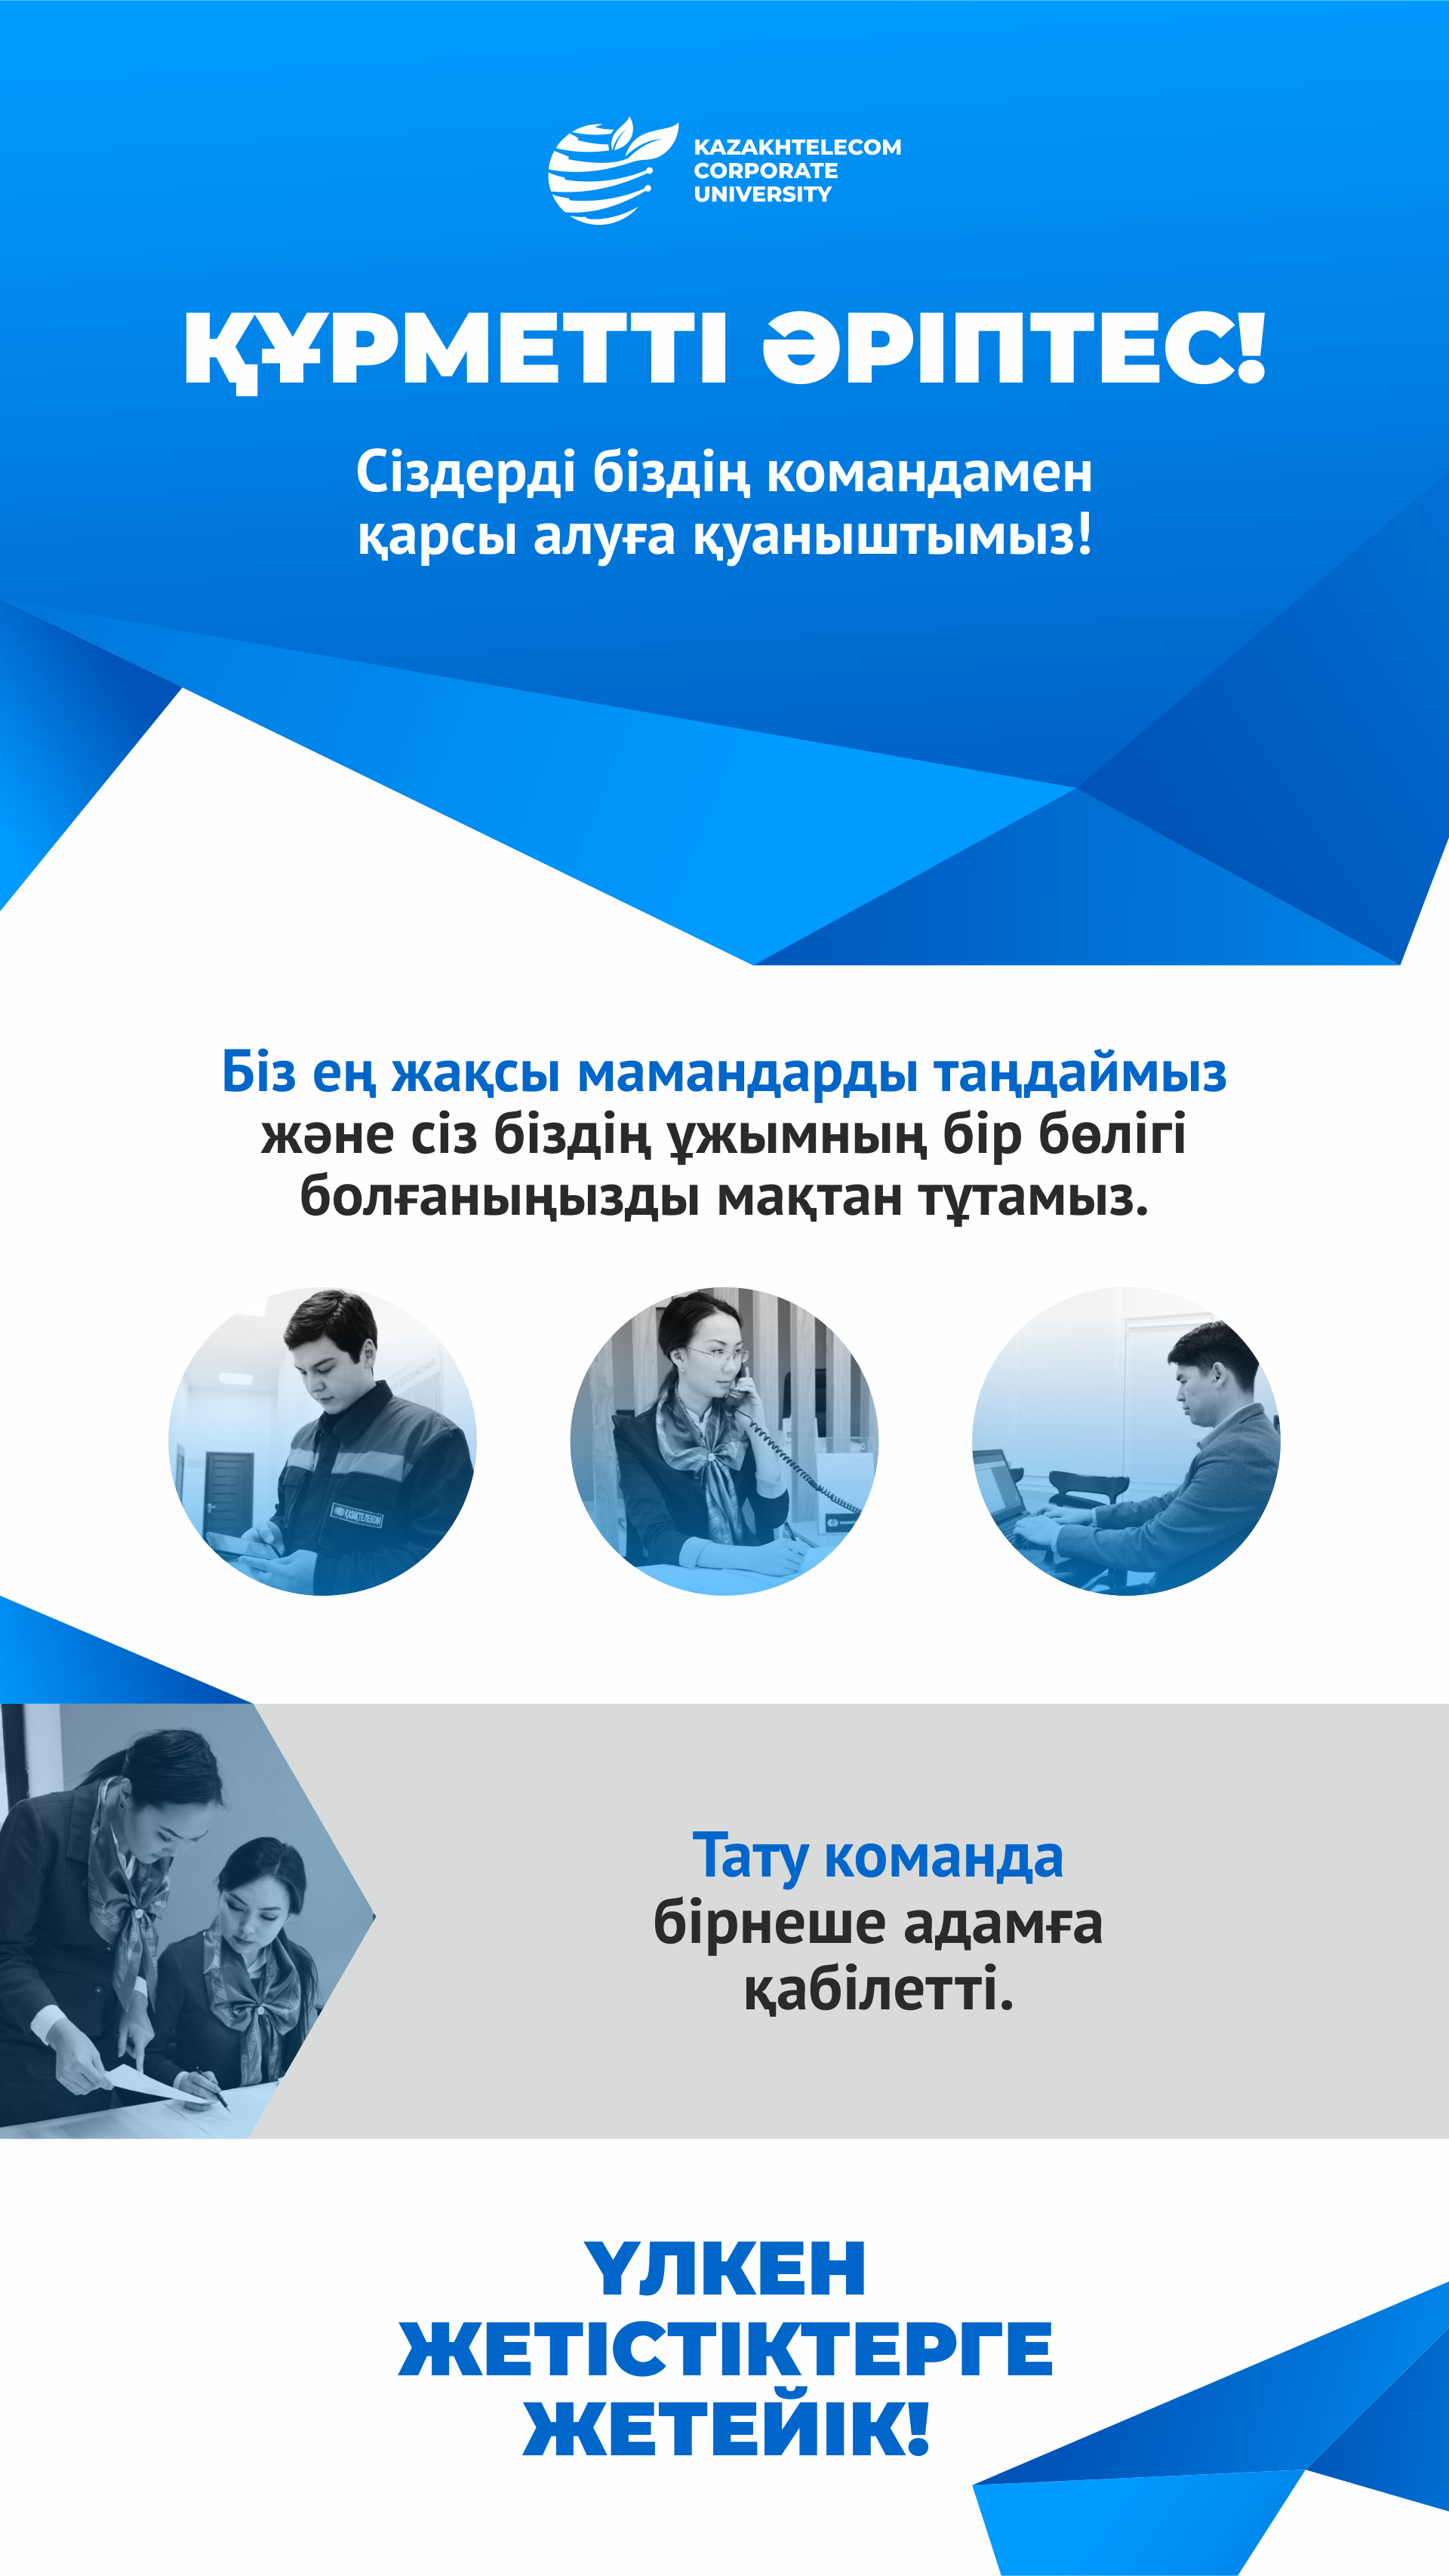 KAZAKHTELECOM
CORPORATE
UNIVERSITY
ҚҰРМЕТТІ ӘРІПТЕС!
Сіздерді біздің командамен
қарсы алуға қуаныштымыз!
Біз ең жақсы мамандарды таңдаймыз
және сіз біздің ұжымның бір бөлігі
болғаныңызды мақтан тұтамыз.
ҚАЗАҚТЕЛЕКОМ
Тату команда
бірнеше адамға
қабілетті.
ҮЛКЕН
ЖЕТІСТІКТЕРГЕ
ЖЕТЕЙІК!